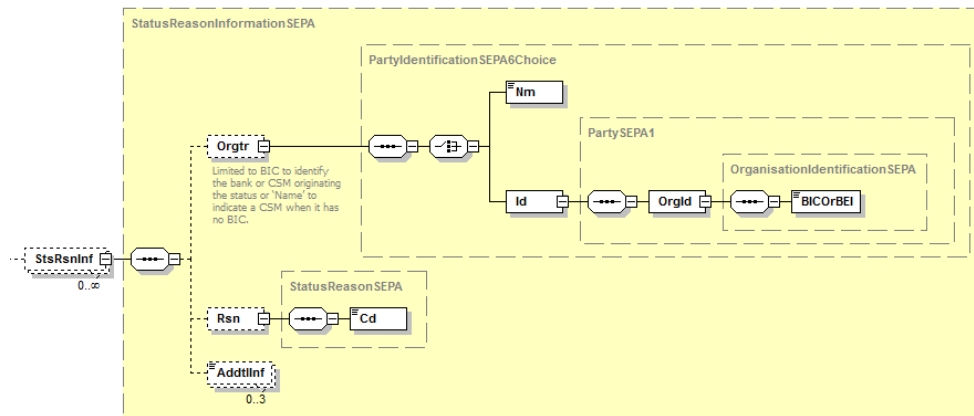 StatusReasonInformationSEPA
PartyIdentificationSEPA6Choice
Nm
PartySEPA1
Orgtr
OrganisationIdentificationSEPA
Limited to BIC to identify
the bank or CSM originating
the status or 'Name' to
indicate a CSM when it has
no BIC.
Id
OrgId
BICOrBEI
StsRsnInf
0..∞
StatusReasonSEPA
Rsn
Cd
AddtlInf
0..3